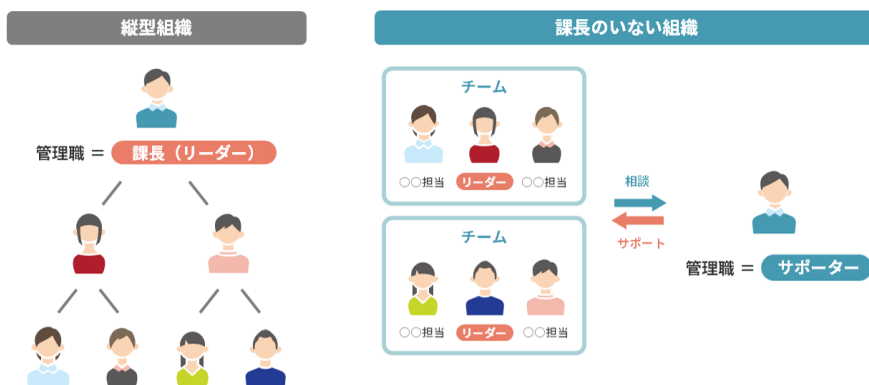 縦型組織
管理職 = 課長（リーダー）
課長のいない組織
チーム
○○担当 リーダー ○○担当
チーム
○○担当 リーダー ○○担当
相談
サポート
管理職 = サポーター